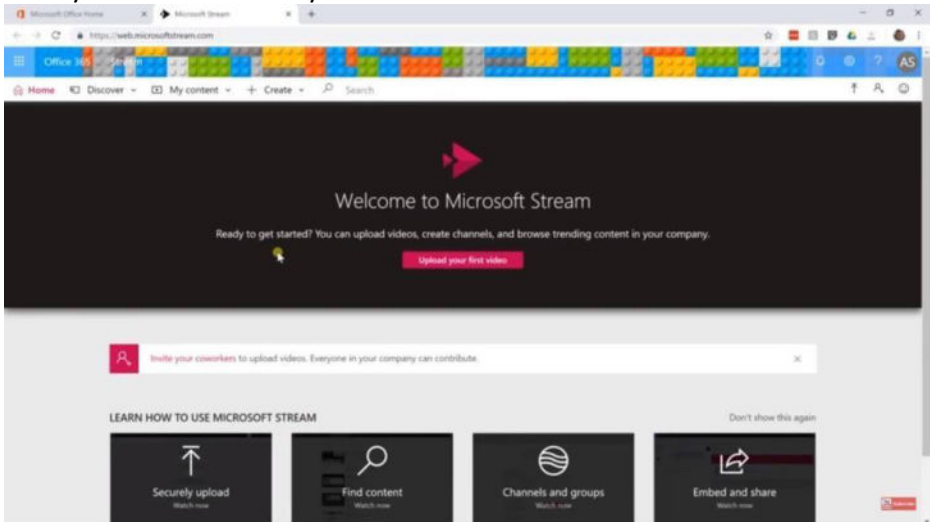 Microsoft Office Home
Microsoft Stream
https://web.microsoftstream.com
Office 365
Stream
?
AS
Home
Discover
My content
Create
Search
Welcome to Microsoft Stream
Ready to get started? You can upload videos, create channels, and browse trending content in your company.
Upload your first video
Invite your coworkers to upload videos. Everyone in your company can contribute
LEARN HOW TO USE MICROSOFT STREAM
Don't show this again
Securely upload
Watch now
Find content
Watch now
Channels and groups
Watch now
Embed and share
Watch now